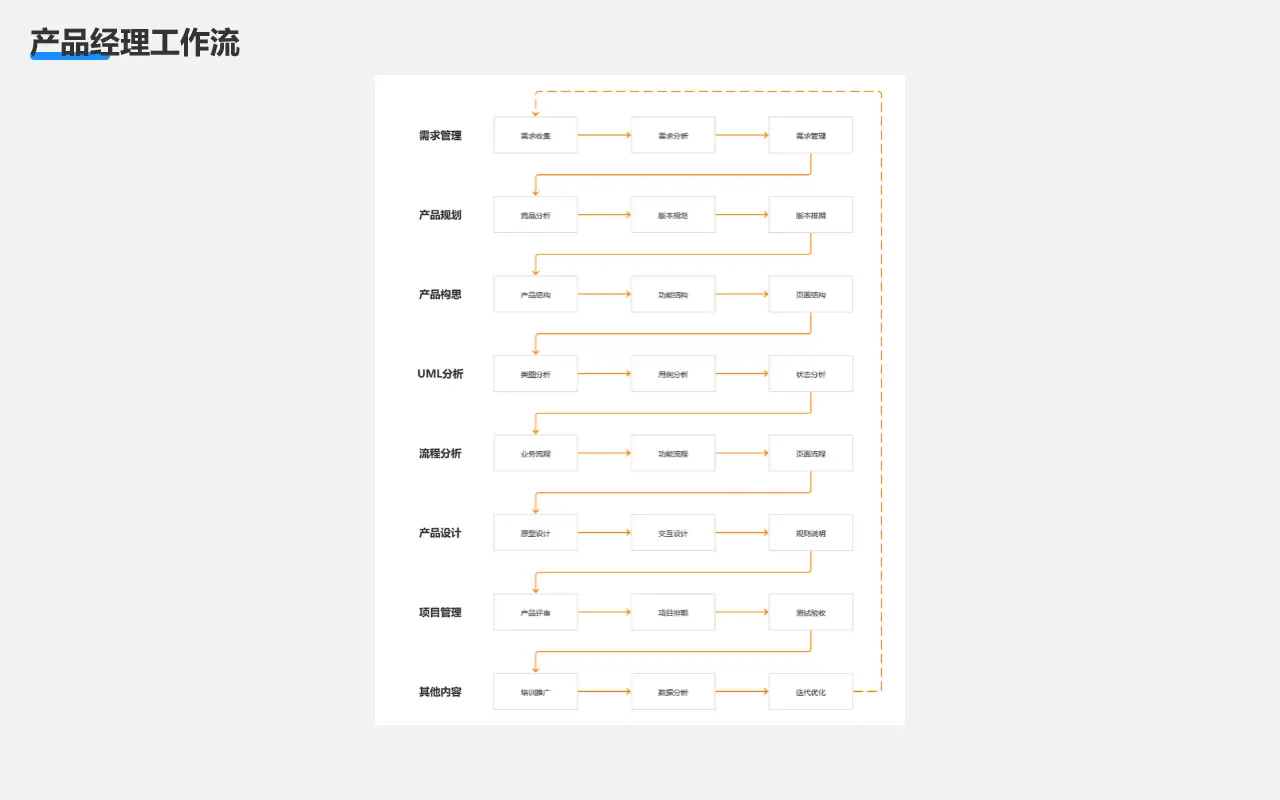 产品经理工作流
需求管理 需求收集 需求分析 需求管理
产品规划 竞品分析 版本规划 版本排期
产品构思 产品结构 功能结构 页面结构
UML分析 类图分析 用例分析 状态分析
流程分析 业务流程 功能流程 页面流程
产品设计 原型设计 交互设计 规则说明
项目管理 产品评审 项目排期 测试验收
其他内容 培训推广 数据分析 迭代优化